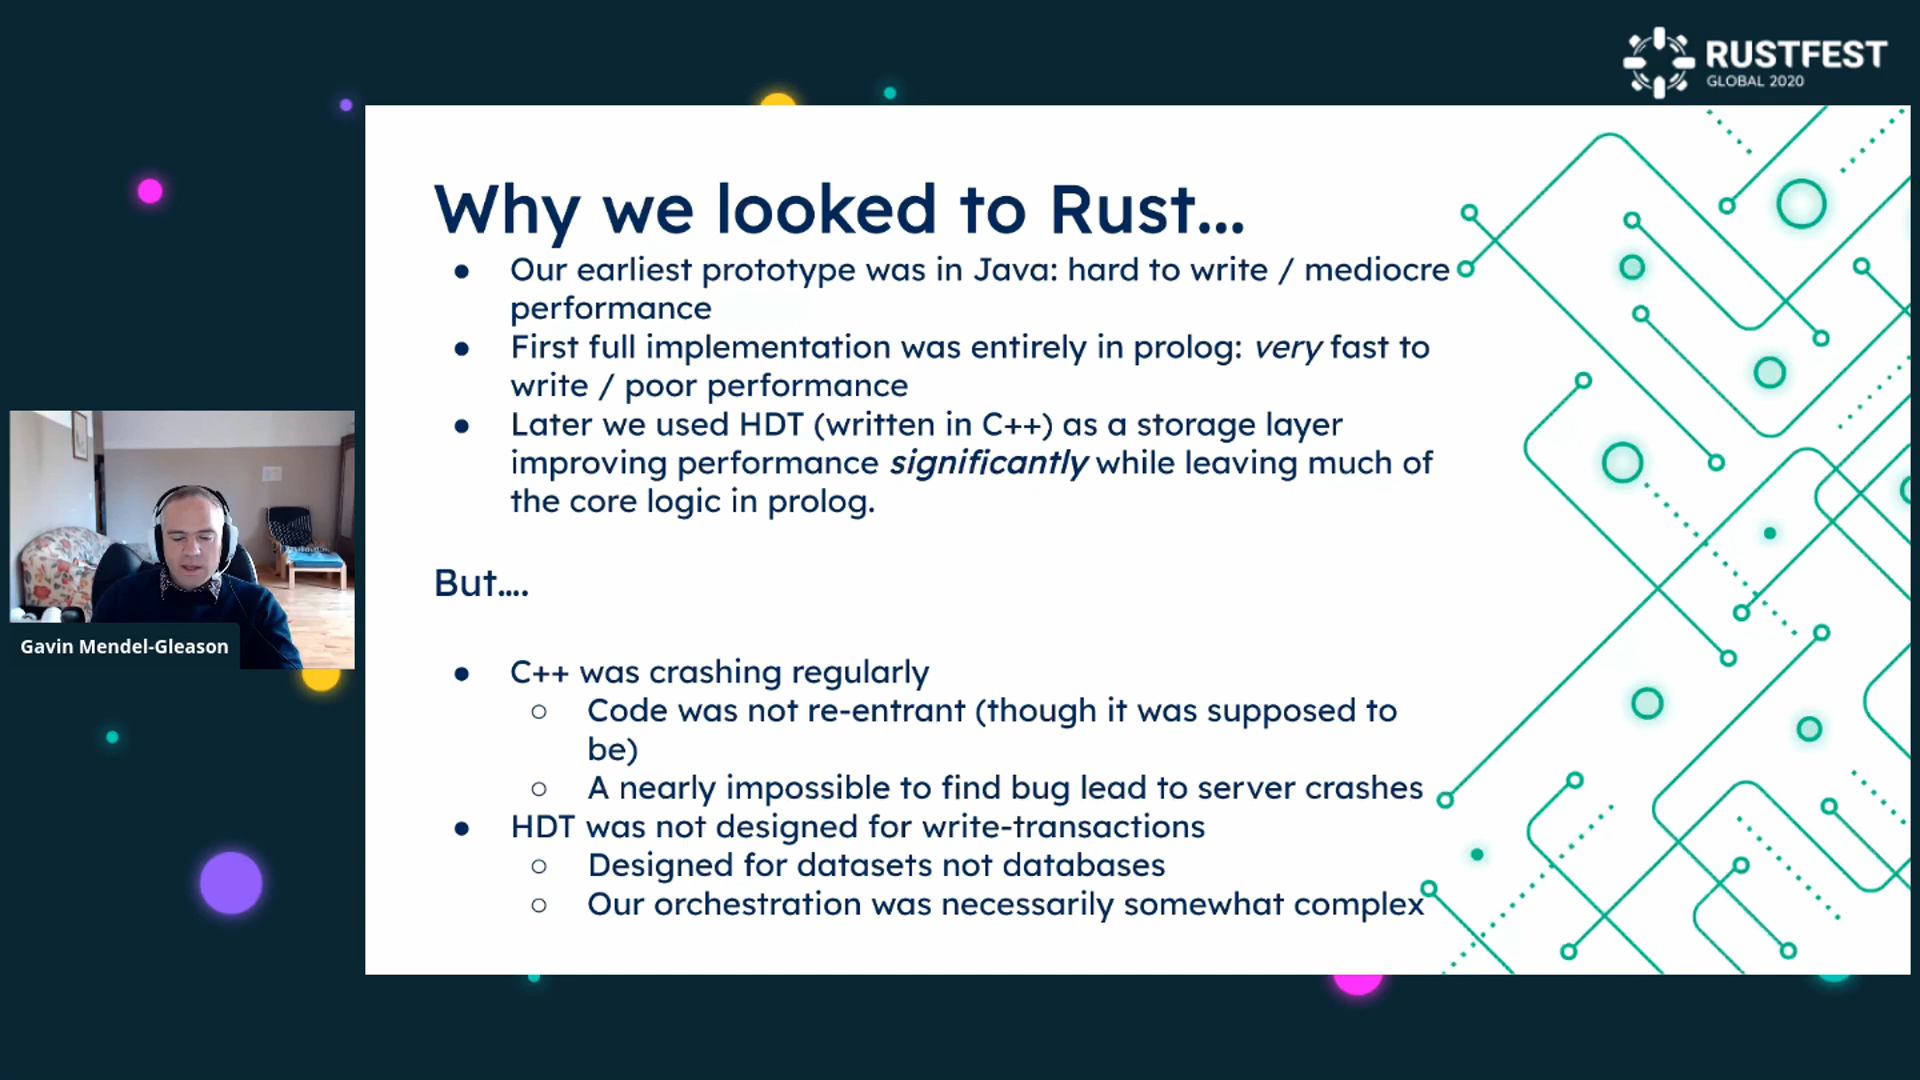 RUSTFEST
GLOBAL 2020
Why we looked to Rust...
● Our earliest prototype was in Java: hard to write / mediocre
performance
● First full implementation was entirely in prolog: very fast to
write / poor performance
● Later we used HDT (written in C++) as a storage layer
improving performance significantly while leaving much of
the core logic in prolog.
But....
● C++ was crashing regularly
○ Code was not re-entrant (though it was supposed to
be)
○ A nearly impossible to find bug lead to server crashes
● HDT was not designed for write-transactions
○ Designed for datasets not databases
○ Our orchestration was necessarily somewhat complex
Gavin Mendel-Gleason